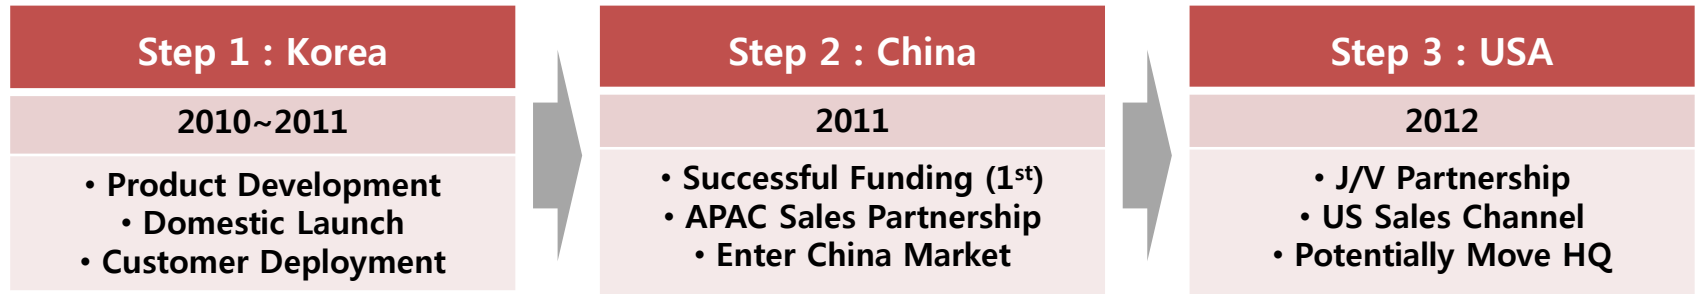 Step 1 : Korea
2010~2011
• Product Development
• Domestic Launch
• Customer Deployment
Step 2 : China
2011
• Successful Funding (1st)
• APAC Sales Partnership
• Enter China Market
Step 3 : USA
2012
• J/V Partnership
• US Sales Channel
• Potentially Move HQ